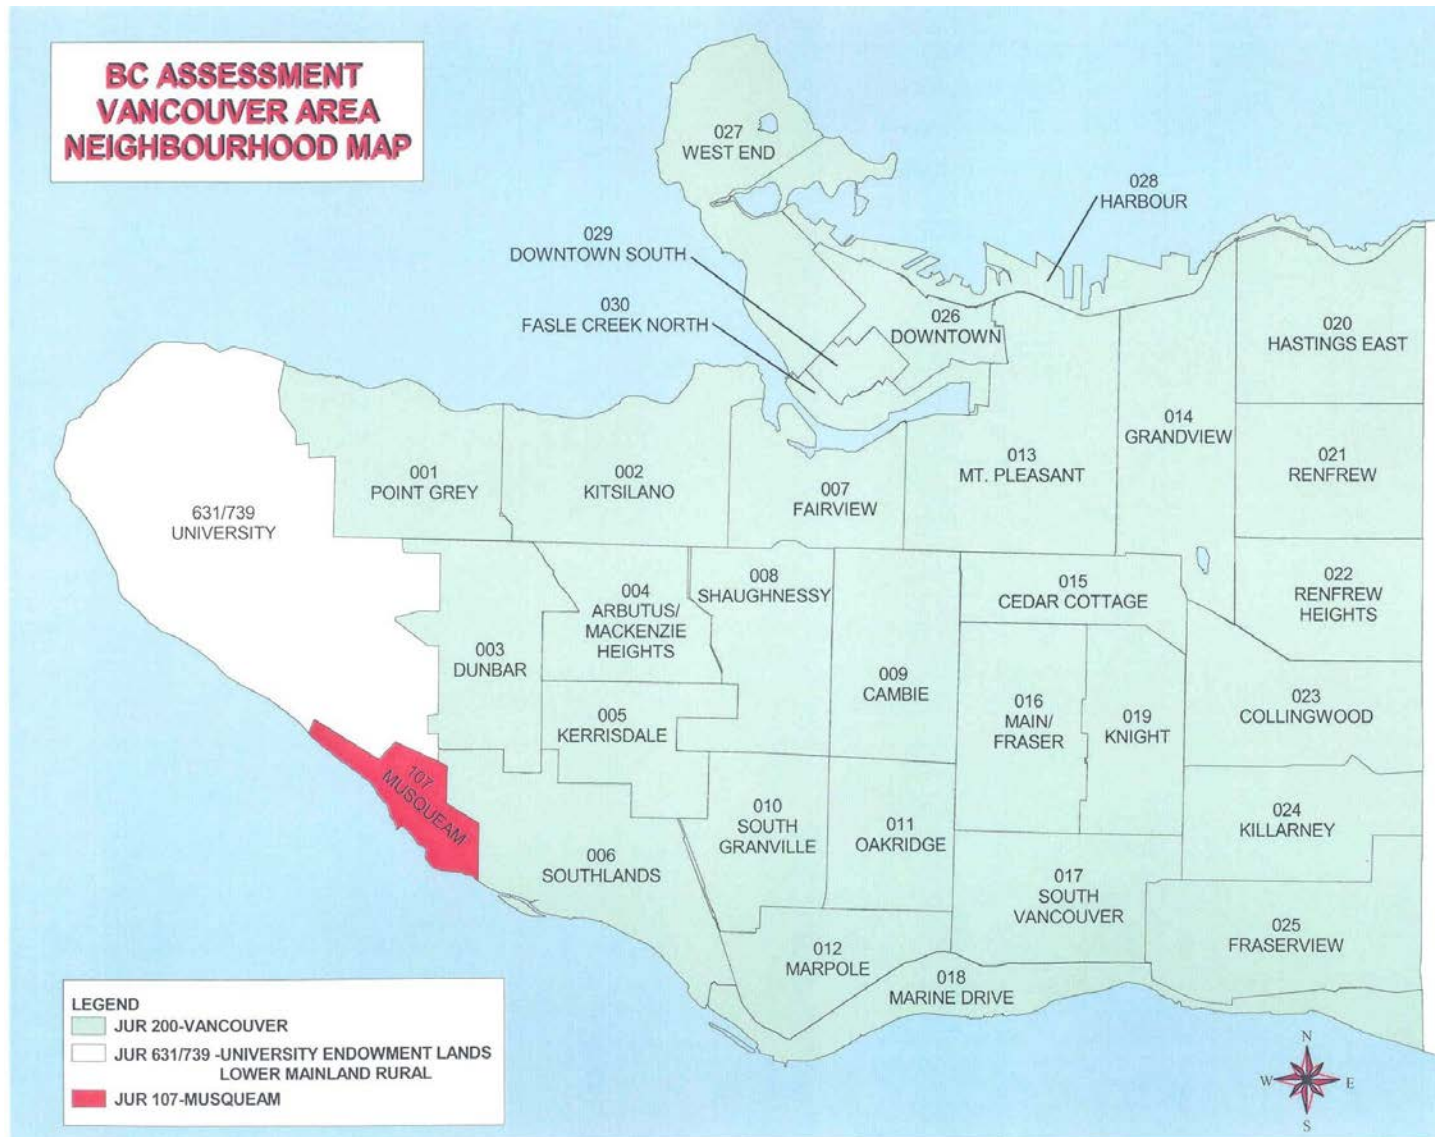 BC ASSESSMENT
VANCOUVER AREA
NEIGHBOURHOOD MAP
027
WEST END
028
HARBOUR
029
DOWNTOWN SOUTH
030
FASLE CREEK NORTH
026
DOWNTOWN
020
HASTINGS EAST
014
GRANDVIEW
013
MT. PLEASANT
021
RENFREW
001
POINT GREY
002
KITSILANO
007
FAIRVIEW
631/739
UNIVERSITY
008
SHAUGHNESSY
015
CEDAR COTTAGE
022
RENFREW
HEIGHTS
004
ARBUTUS/
MACKENZIE
HEIGHTS
003
DUNBAR
009
CAMBIE
016
MAIN/
FRASER
019
KNIGHT
023
COLLINGWOOD
005
KERRISDALE
107
MUSQUEAM
010
SOUTH
GRANVILLE
011
OAKRIDGE
024
KILLARNEY
006
SOUTHLANDS
017
SOUTH
VANCOUVER
025
FRASERVIEW
012
MARPOLE
018
MARINE DRIVE
LEGEND
JUR 200-VANCOUVER
JUR 631/739 -UNIVERSITY ENDOWMENT LANDS
LOWER MAINLAND RURAL
JUR 107-MUSQUEAM
N
W
E
S